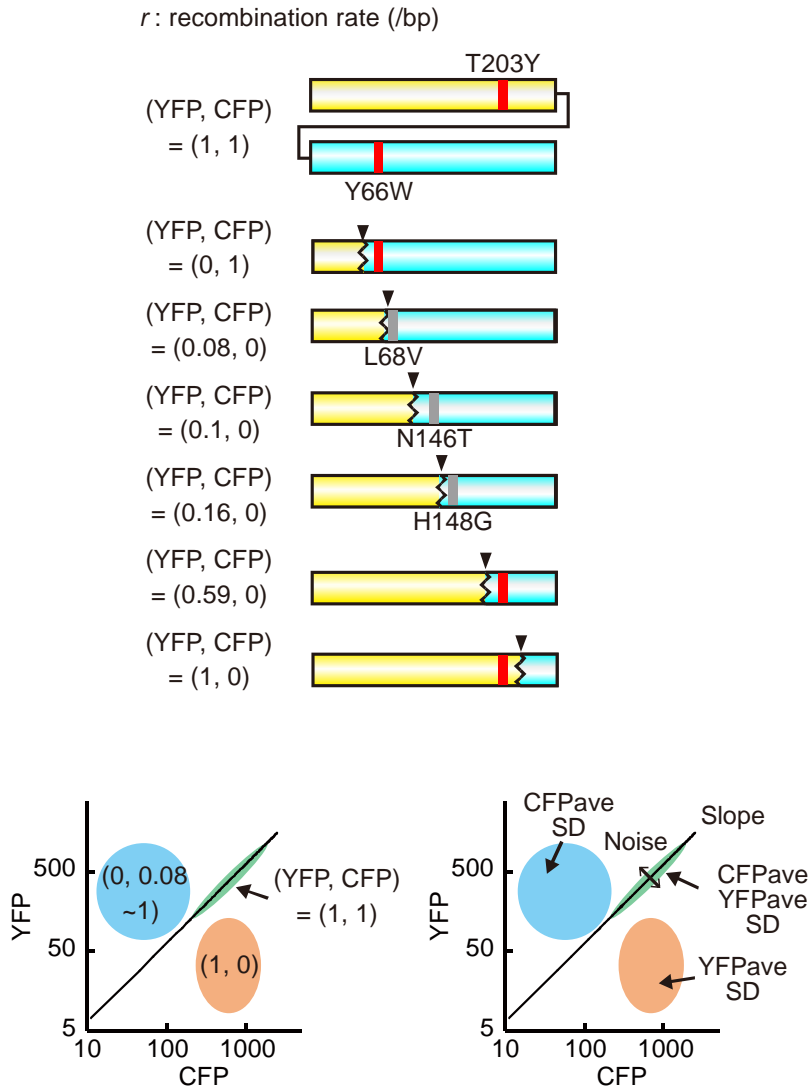 r : recombination rate (/bp)
T203Y
(YFP, CFP)
= (1, 1)
Y66W
(YFP, CFP)
= (0, 1)
(YFP, CFP)
= (0.08, 0)
L68V
(YFP, CFP)
= (0.1, 0)
N146T
(YFP, CFP)
= (0.16, 0)
H148G
(YFP, CFP)
= (0.59, 0)
(YFP, CFP)
= (1, 0)
YFP
500
50
5
10
100
1000
CFP
(0, 0.08
~1)
(YFP, CFP)
= (1, 1)
(1, 0)
YFP
500
50
5
10
100
1000
CFP
CFPave
SD
Noise
Slope
CFPave
YFPave
SD
YFPave
SD